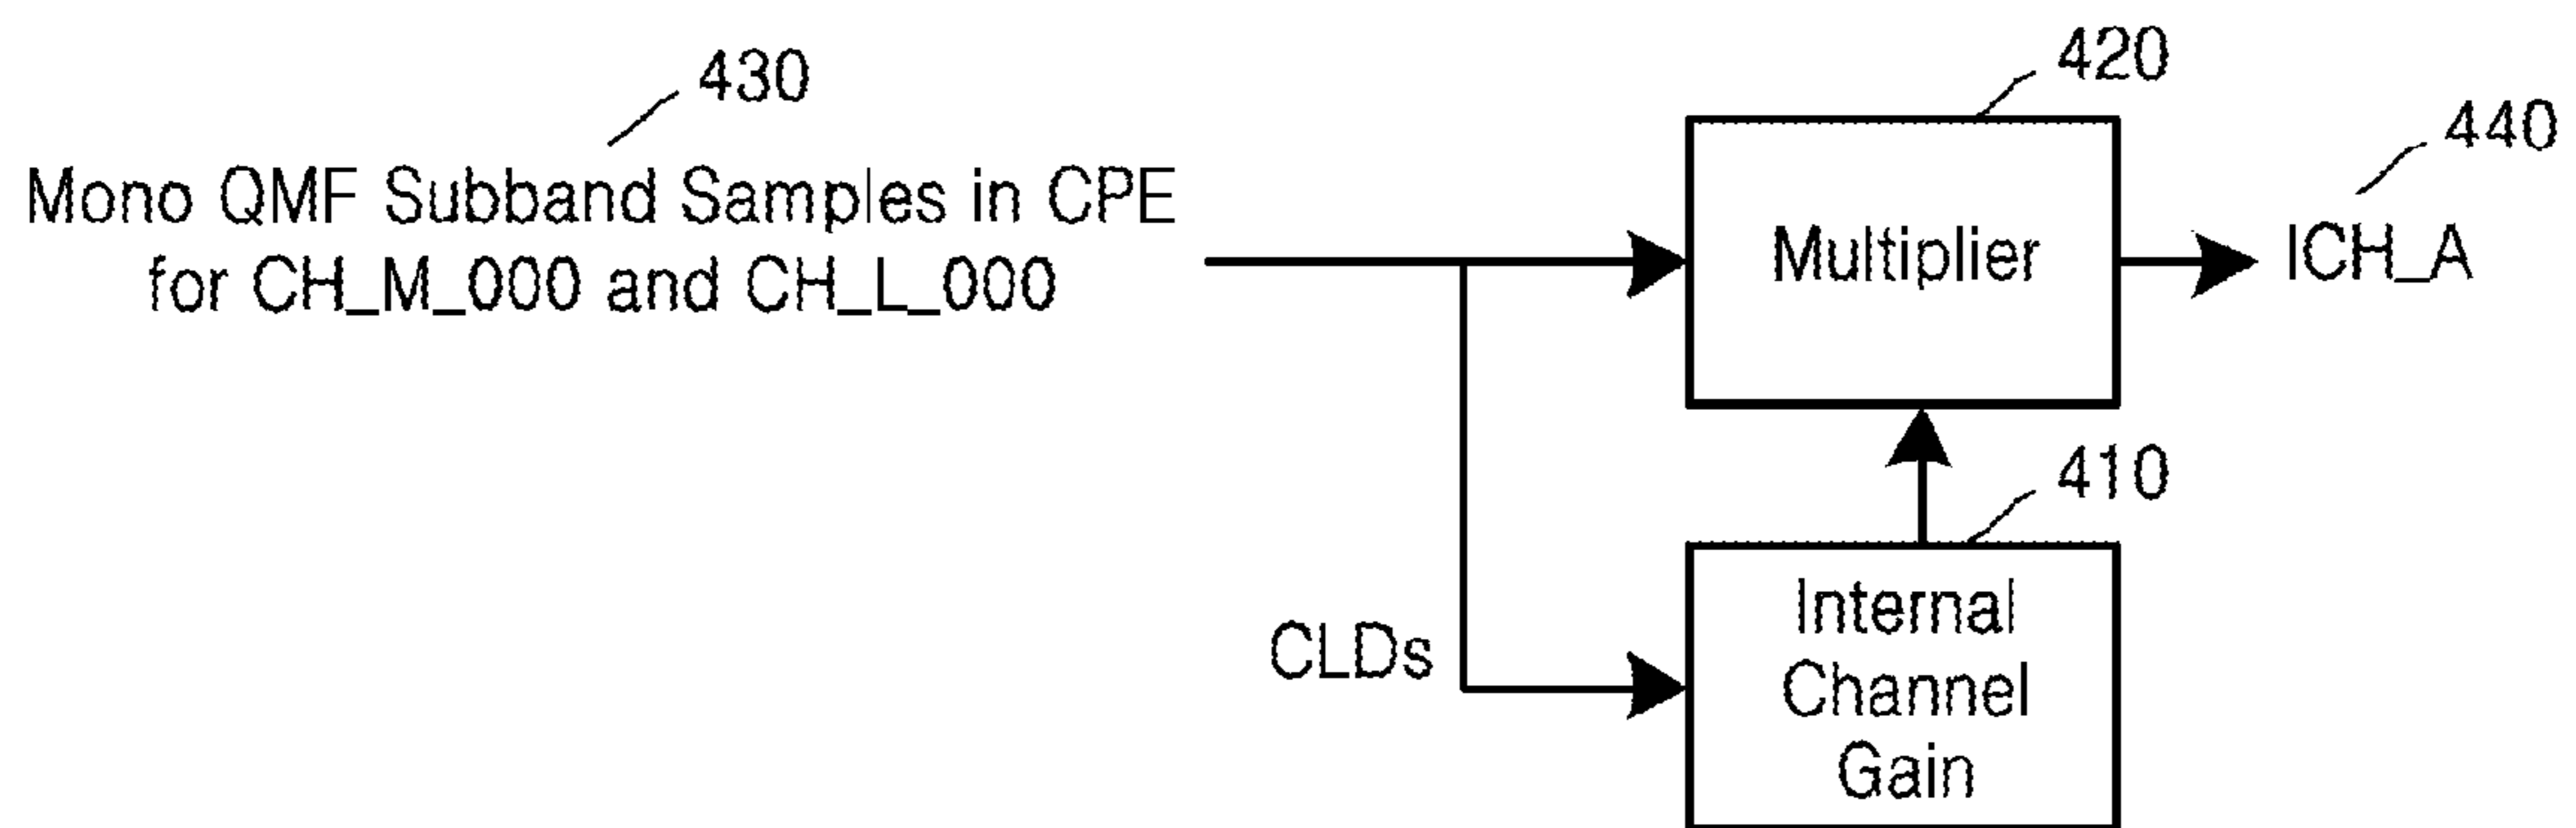 430
Mono QMF Subband Samples in CPE
for CH_M_000 and CH_L_000
420
Multiplier
440
ICH_A
CLDs
410
Internal
Channel
Gain